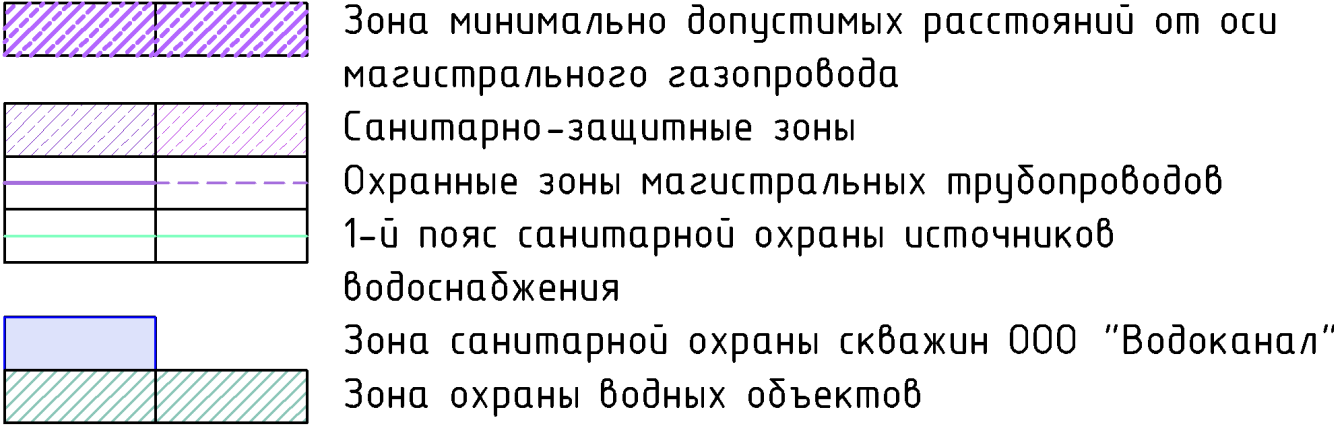 Зона минимально допустимых расстояний от оси
магистрального газопровода
Санитарно-защитные зоны
Охранные зоны магистральных трубопроводов
1-й пояс санитарной охраны источников
водоснабжения
Зона санитарной охраны скважин ООО "Водоканал"
Зона охраны водных объектов